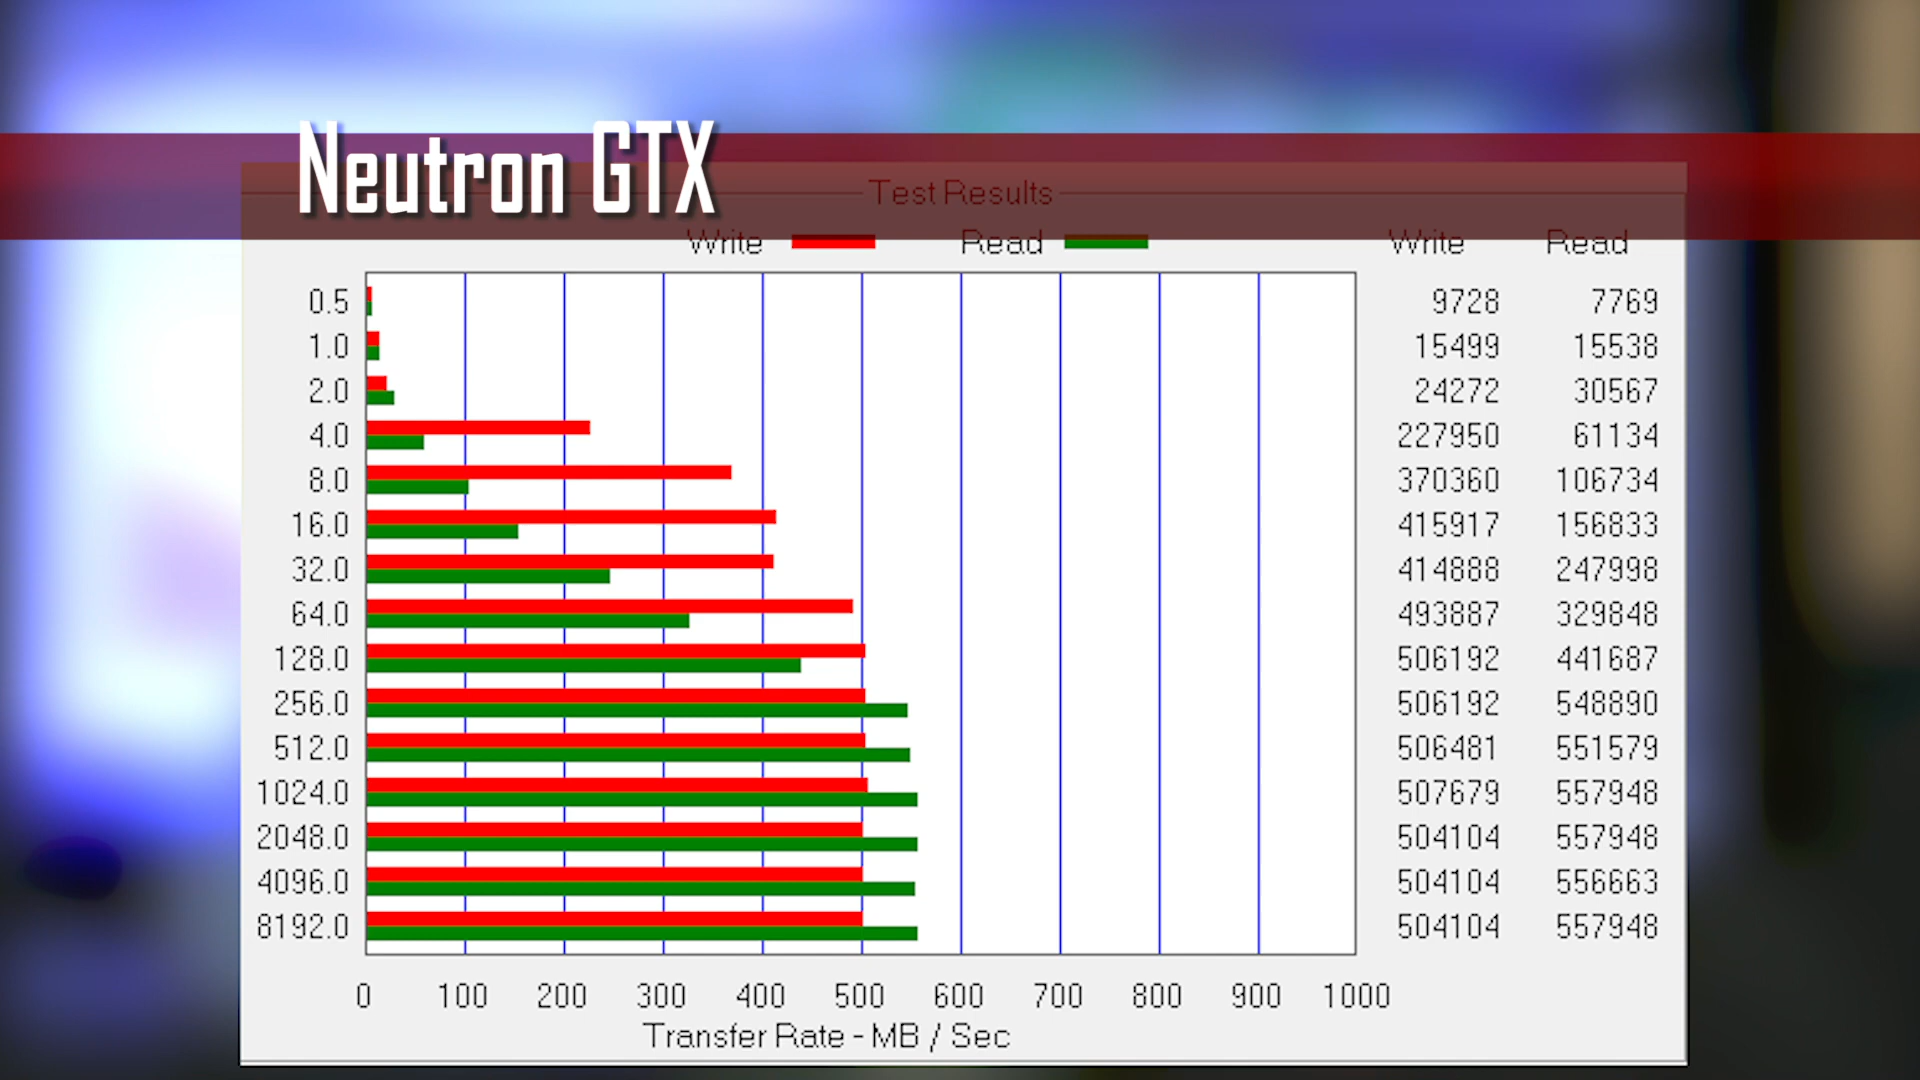 Neutron GTX
Test Results
Write Read Write Read
0.5 9728 7769
1.0 15499 15538
2.0 24272 30567
4.0 227950 61134
8.0 370360 106734
16.0 415917 156833
32.0 414888 247998
64.0 493887 329848
128.0 506192 441687
256.0 506192 548890
512.0 506481 551579
1024.0 507679 557948
2048.0 504104 557948
4096.0 504104 556663
8192.0 504104 557948
0 100 200 300 400 500 600 700 800 900 1000
Transfer Rate - MB / Sec